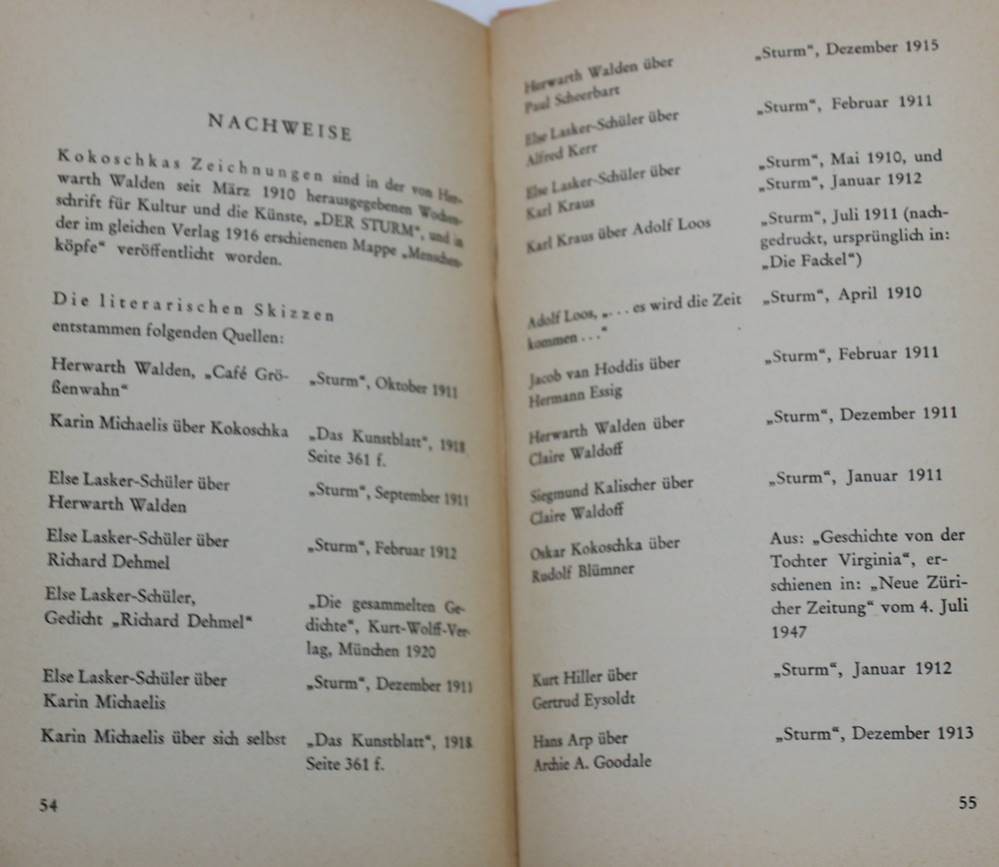 NACHWEISE
Kokoschkas Zeichnungen sind in der von Her-
warth Walden seit März 1910 herausgegebenen Wochen-
schrift für Kultur und die Künste, „DER STURM“, und in
der im gleichen Verlag 1916 erschienenen Mappe „Menschen-
köpfe“ veröffentlicht worden.
Die literarischen Skizzen
entstammen folgenden Quellen:
Herwarth Walden, „Café Grö- „Sturm“, Oktober 1911
ßenwahn“
Karin Michaelis über Kokoschka „Das Kunstblatt“, 1918
Seite 361 f.
Else Lasker-Schüler über „Sturm“, September 1911
Herwarth Walden
Else Lasker-Schüler über „Sturm“, Februar 1912
Richard Dehmel
Else Lasker-Schüler, „Die gesammelten Ge-
Gedicht „Richard Dehmel“ dichte“, Kurt-Wolff-Ver-
lag, München 1920
Else Lasker-Schüler über „Sturm“, Dezember 1911
Karin Michaelis
Karin Michaelis über sich selbst „Das Kunstblatt“, 1918
Seite 361 f.
54
Herwarth Walden über „Sturm“, Dezember 1915
Paul Scheerbart
Else Lasker-Schüler über „Sturm“, Februar 1911
Alfred Kerr
Else Lasker-Schüler über „Sturm“, Mai 1910, und
Karl Kraus „Sturm“, Januar 1912
Karl Kraus über Adolf Loos „Sturm“, Juli 1911 (nach-
gedruckt, ursprünglich in:
„Die Fackel“)
Adolf Loos, „. . . es wird die Zeit „Sturm“, April 1910
kommen . . .“
Jacob van Hoddis über „Sturm“, Februar 1911
Hermann Essig
Herwarth Walden über „Sturm“, Dezember 1911
Claire Waldoff
Siegmund Kalischer über „Sturm“, Januar 1911
Claire Waldoff
Oskar Kokoschka über Aus: „Geschichte von der
Rudolf Blümner Tochter Virginia“, er-
schienen in: „Neue Züri-
cher Zeitung“ vom 4. Juli
1947
Kurt Hiller über „Sturm“, Januar 1912
Gertrud Eysoldt
Hans Arp über „Sturm“, Dezember 1913
Archie A. Goodale
55